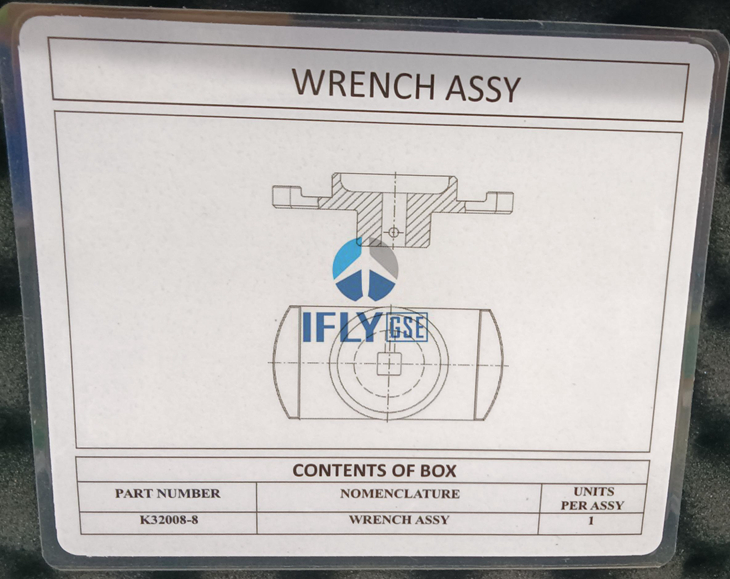 WRENCH ASSY
IFLY GSE
CONTENTS OF BOX
PART NUMBER
NOMENCLATURE
UNITS
PER ASSY
K32008-8
WRENCH ASSY
1